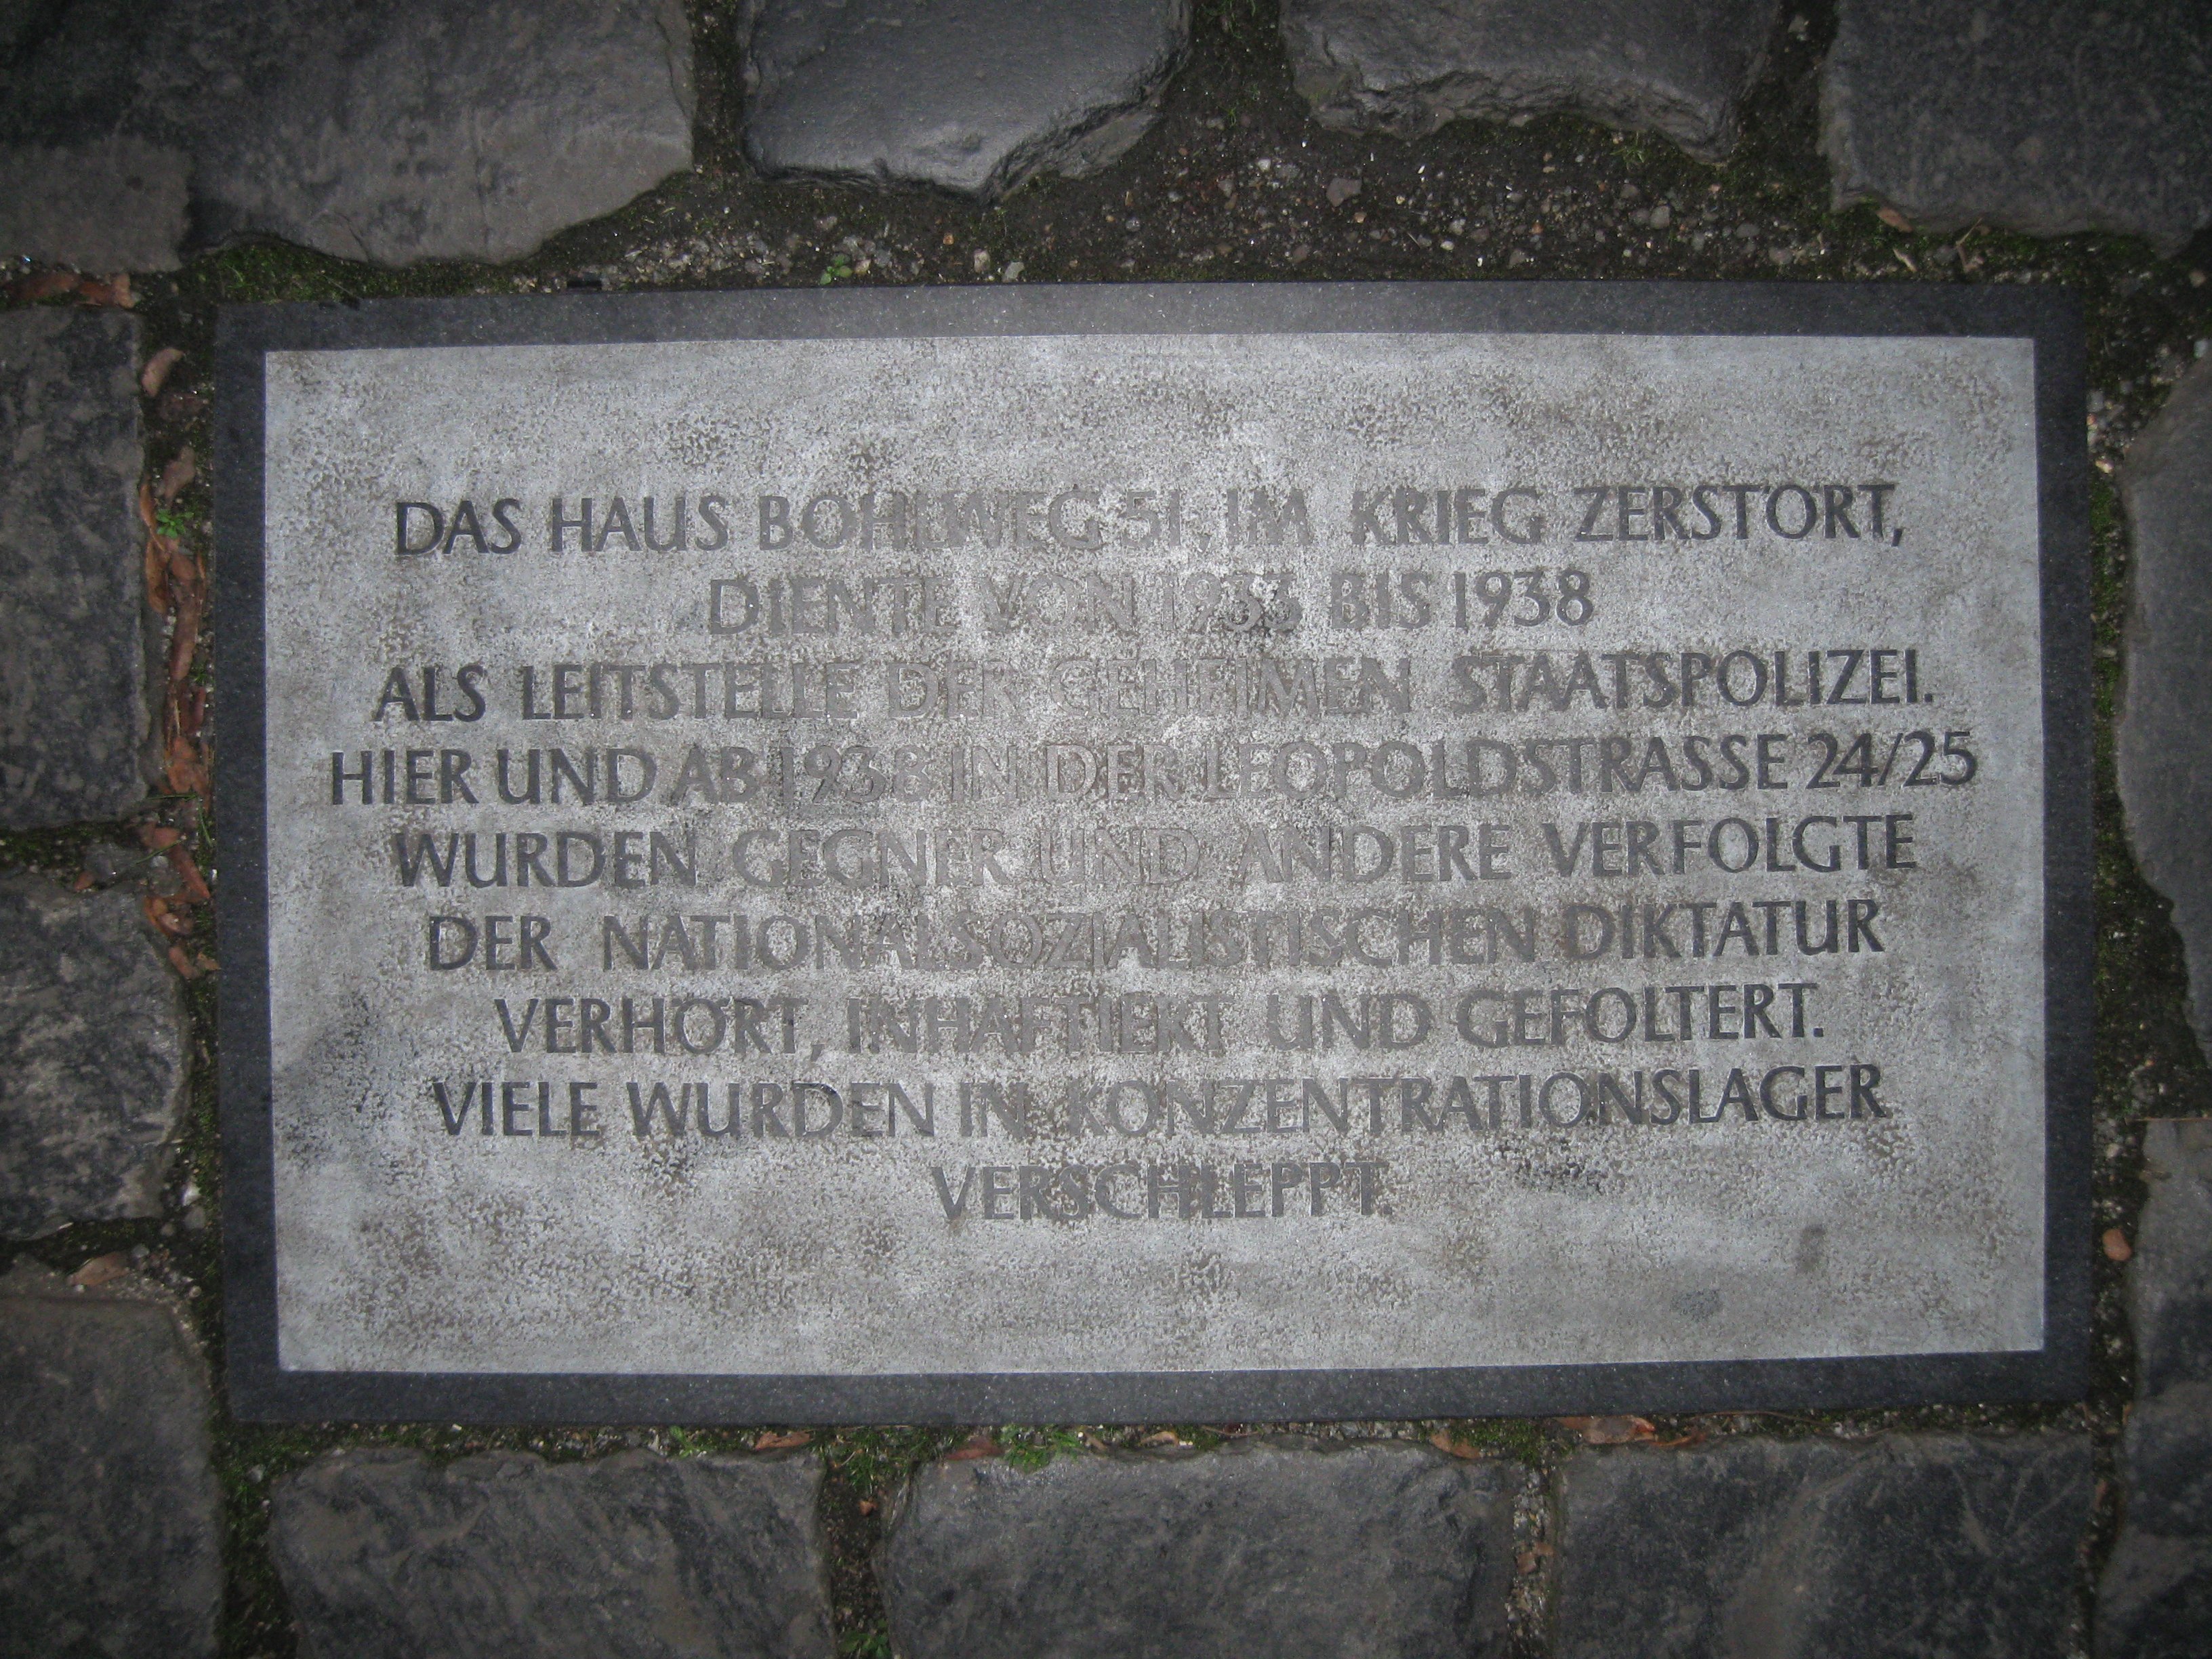 DAS HAUS BOHLWEG 51, IM KRIEG ZERSTÖRT,
DIENTE VON 1933 BIS 1938
ALS LEITSTELLE DER GEHEIMEN STAATSPOLIZEI.
HIER UND AB 1938 IN DER LEOPOLDSTRASSE 24/25
WURDEN GEGNER UND ANDERE VERFOLGTE
DER NATIONALSOZIALISTISCHEN DIKTATUR
VERHÖRT, INHAFTIERT UND GEFOLTERT.
VIELE WURDEN IN KONZENTRATIONSLAGER
VERSCHLEPPT.